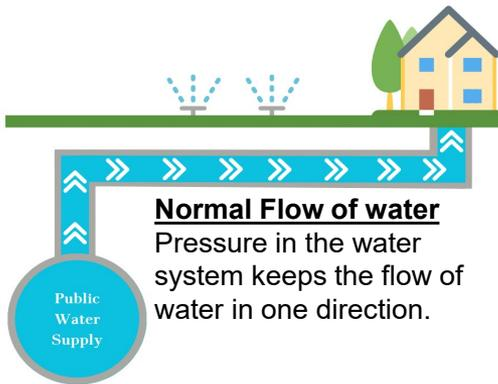 Normal Flow of water
Pressure in the water
system keeps the flow of
water in one direction.
Public
Water
Supply